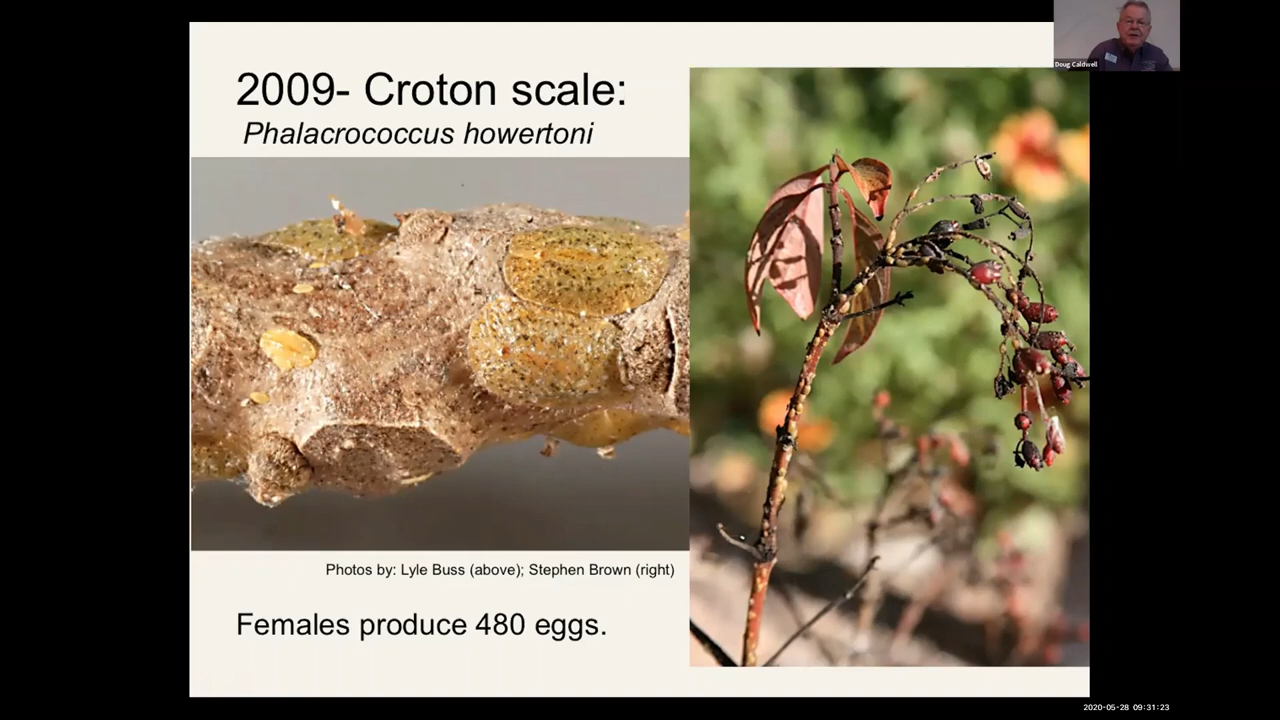 Doug Caldwell
2009- Croton scale:
Phalacrococcus howertoni
Photos by: Lyle Buss (above); Stephen Brown (right)
Females produce 480 eggs.
2020-05-28 09:31:23